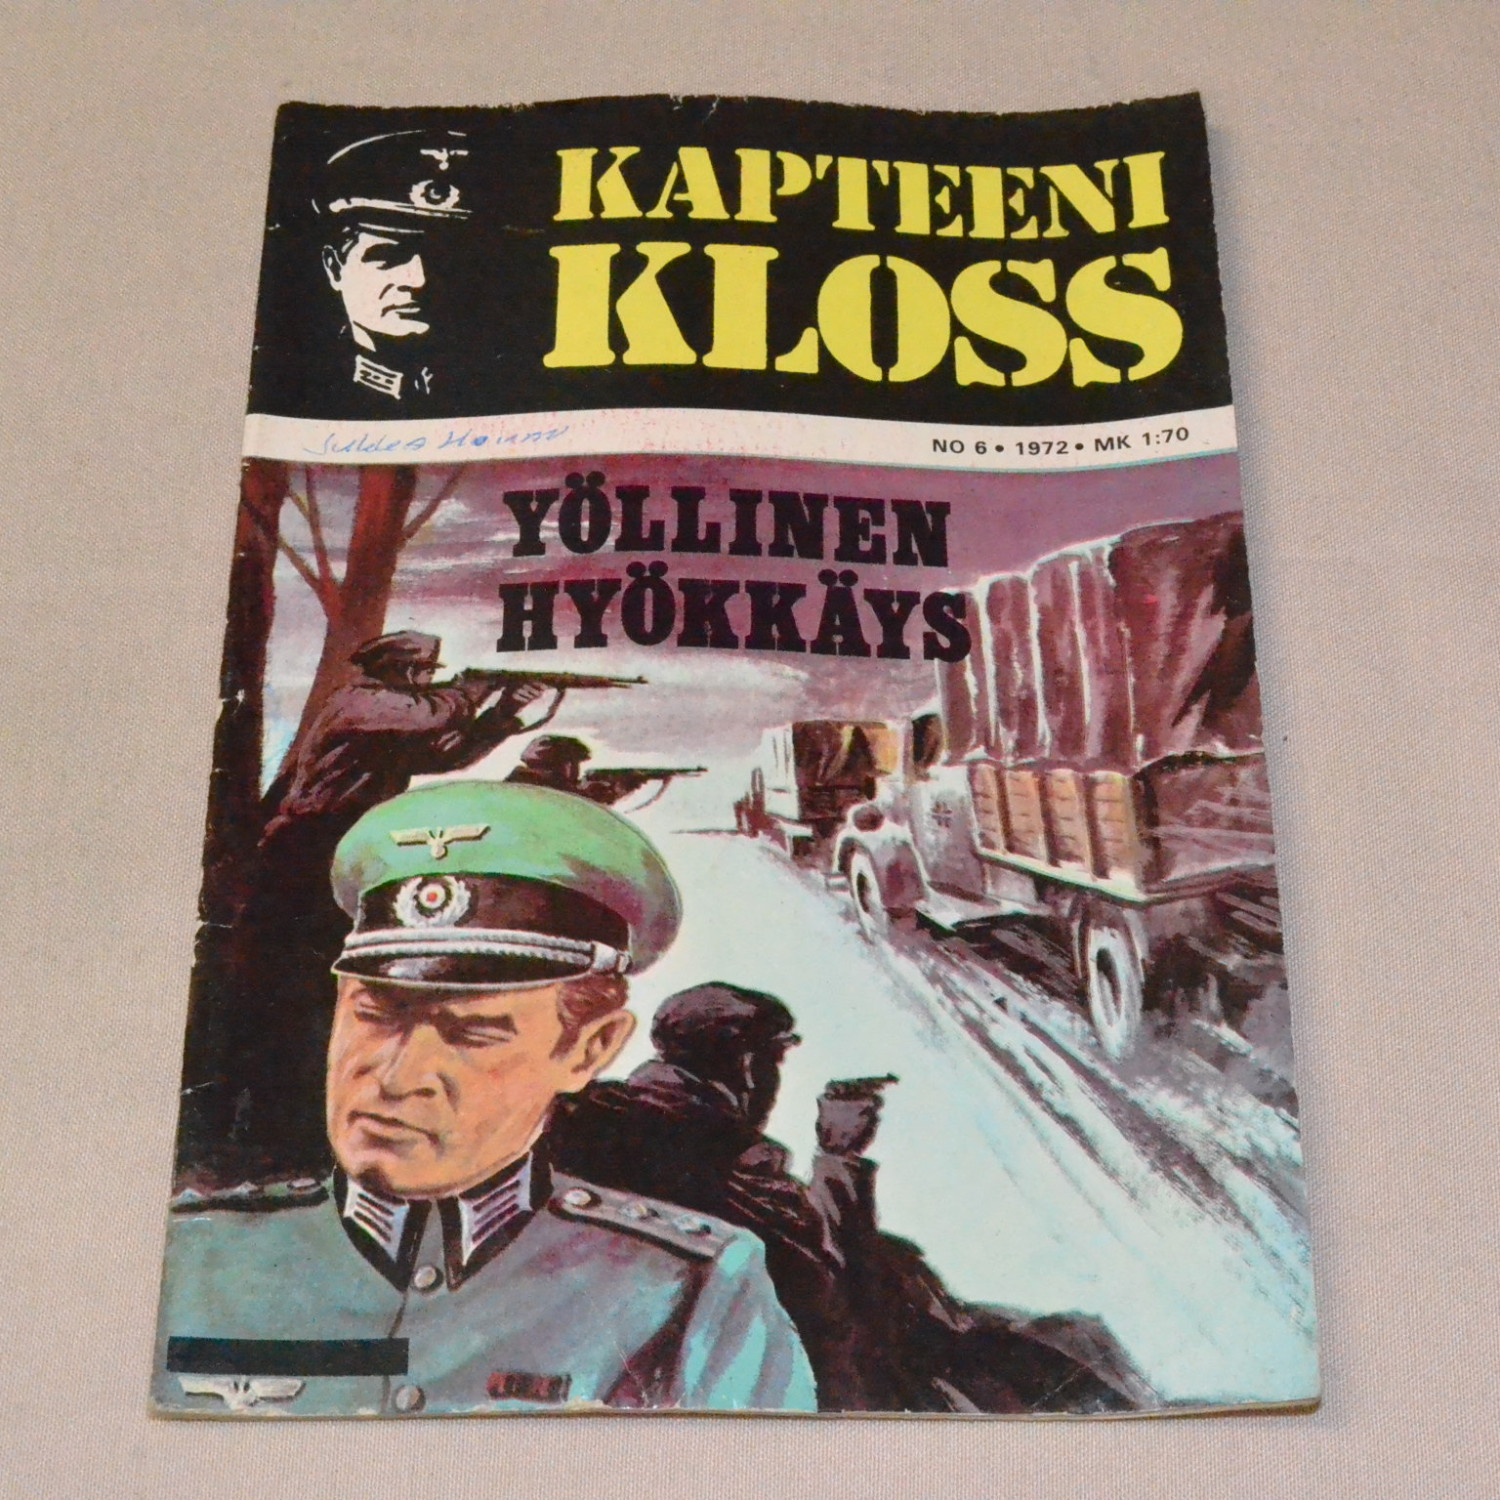 KAPTEENI
KLOSS
NO 6 • 1972 • MK 1:70
YÖLLINEN
HYÖKKÄYS